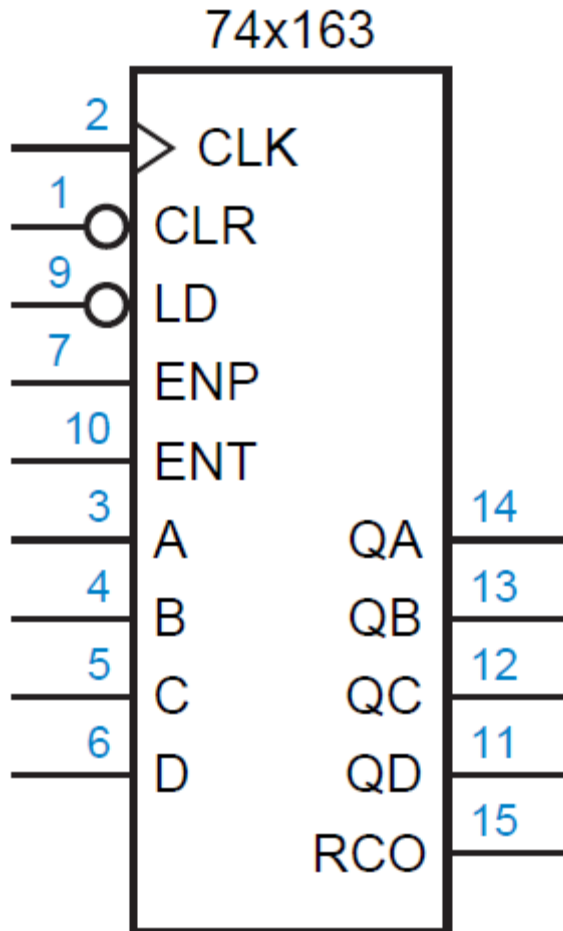 74x163
2 CLK
1 CLR
9 LD
7 ENP
10 ENT
3 A QA 14
4 B QB 13
5 C QC 12
6 D QD 11
RCO 15